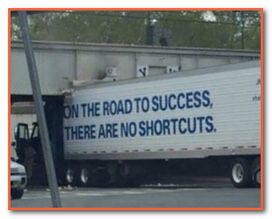 ON THE ROAD TO SUCCESS,
THERE ARE NO SHORTCUTS.